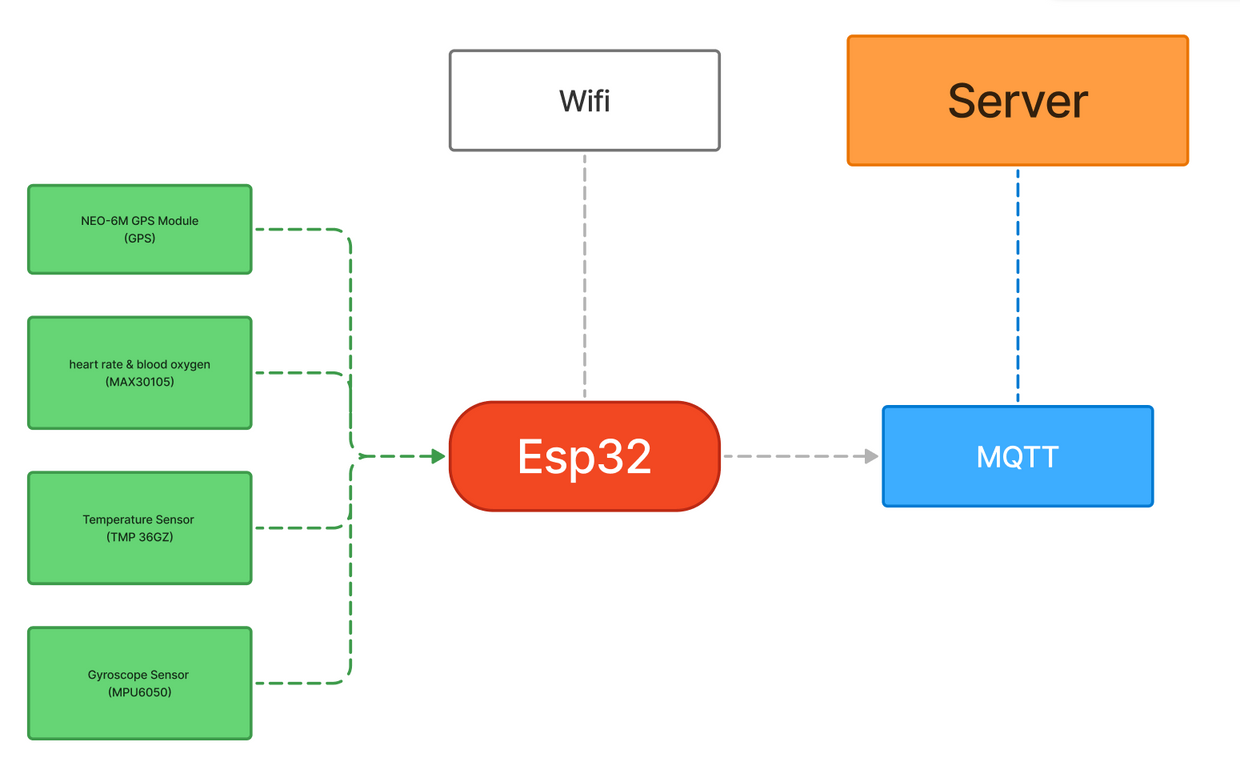 Wifi
Server
NEO-6M GPS Module
(GPS)
heart rate & blood oxygen
(MAX30105)
Esp32
MQTT
Temperature Sensor
(TMP 36GZ)
Gyroscope Sensor
(MPU6050)